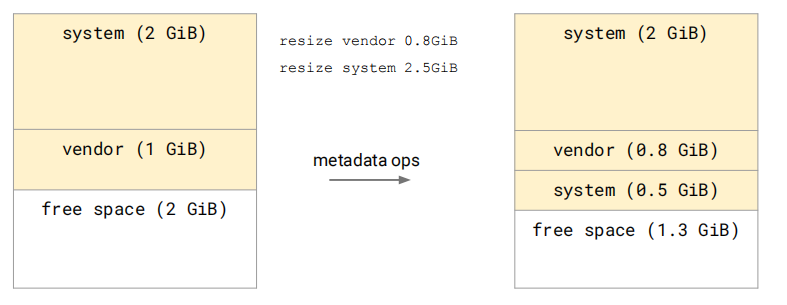 system (2 GiB)
vendor (1 GiB)
free space (2 GiB)
resize vendor 0.8GiB
resize system 2.5GiB
metadata ops
system (2 GiB)
vendor (0.8 GiB)
system (0.5 GiB)
free space (1.3 GiB)